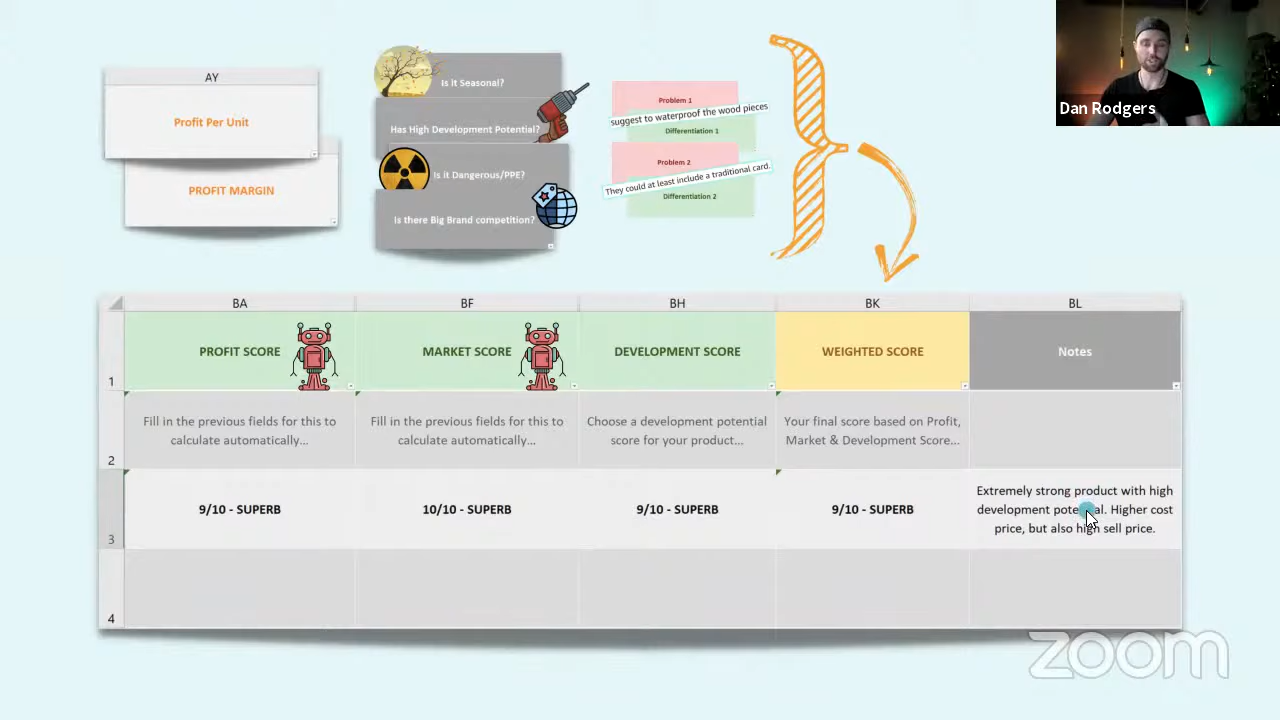 Dan Rodgers
AY
Profit Per Unit
PROFIT MARGIN
Is it Seasonal?
Has High Development Potential?
Is it Dangerous/PPE?
Is there Big Brand competition?
Problem 1
suggest to waterproof the wood pieces
Differentiation 1
Problem 2
They could at least include a traditional card.
Differentiation 2
BA BF BH BK BL
1 PROFIT SCORE MARKET SCORE DEVELOPMENT SCORE WEIGHTED SCORE Notes
Fill in the previous fields for this to
calculate automatically...
Fill in the previous fields for this to
calculate automatically...
Choose a development potential
score for your product...
Your final score based on Profit,
Market & Development Score...
2
9/10 - SUPERB 10/10 - SUPERB 9/10 - SUPERB 9/10 - SUPERB
Extremely strong product with high
development potential. Higher cost
price, but also high sell price.
3
4
zoom